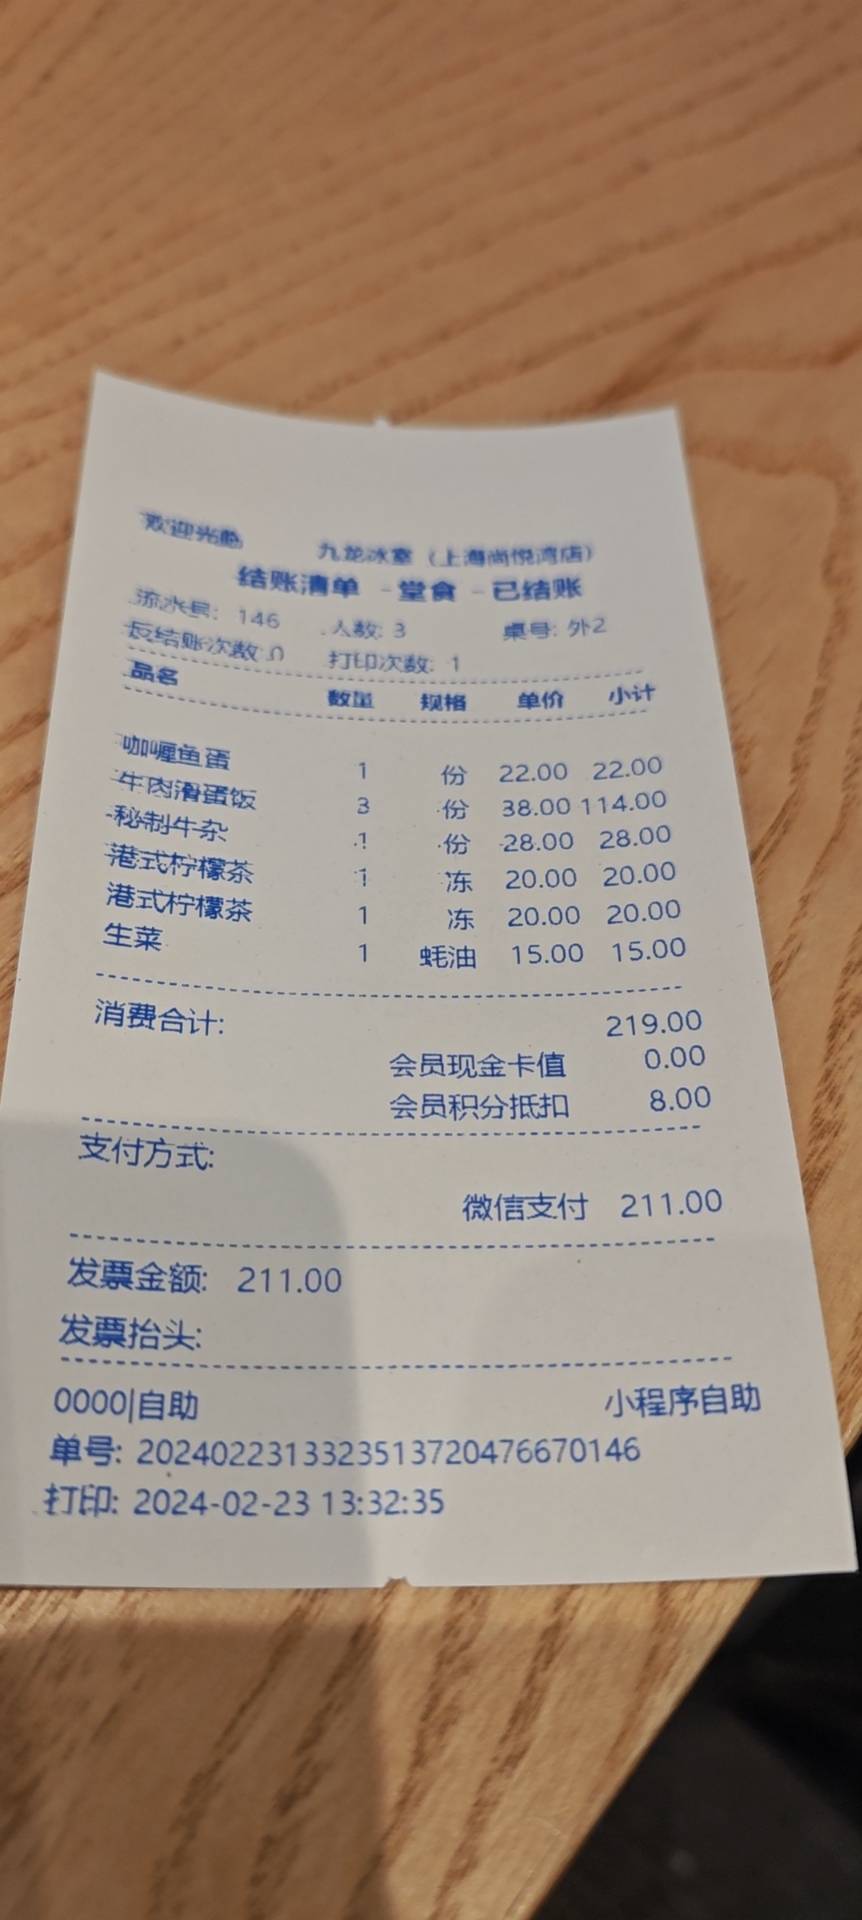 欢迎光临 九龙冰室（上海尚悦湾店）
结账清单 - 堂食 - 已结账
流水号: 146 人数: 3 桌号: 外2
反结账次数:0 打印次数: 1
品名 数量 规格 单价 小计
咖喱鱼蛋 1 份 22.00 22.00
牛肉滑蛋饭 3 份 38.00 114.00
秘制牛杂 1 份 28.00 28.00
港式柠檬茶 1 冻 20.00 20.00
港式柠檬茶 1 冻 20.00 20.00
生菜 1 蚝油 15.00 15.00
消费合计: 219.00
会员现金卡值 0.00
会员积分抵扣 8.00
支付方式:
微信支付 211.00
发票金额: 211.00
发票抬头:
0000|自助 小程序自助
单号: 20240223133235137204766​70146
打印: 2024-02-23 13:32:35